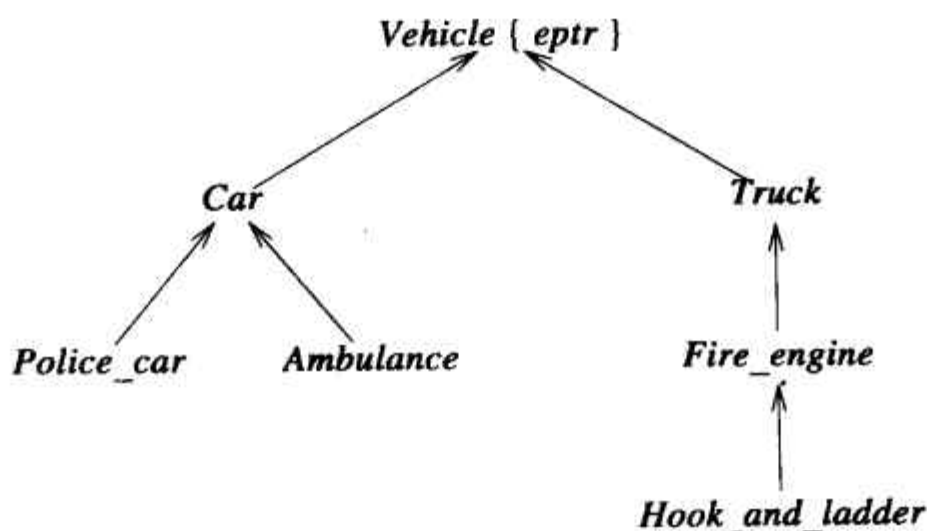 Vehicle { eptr }
Car Truck
Police_car Ambulance Fire_engine
Hook_and_ladder